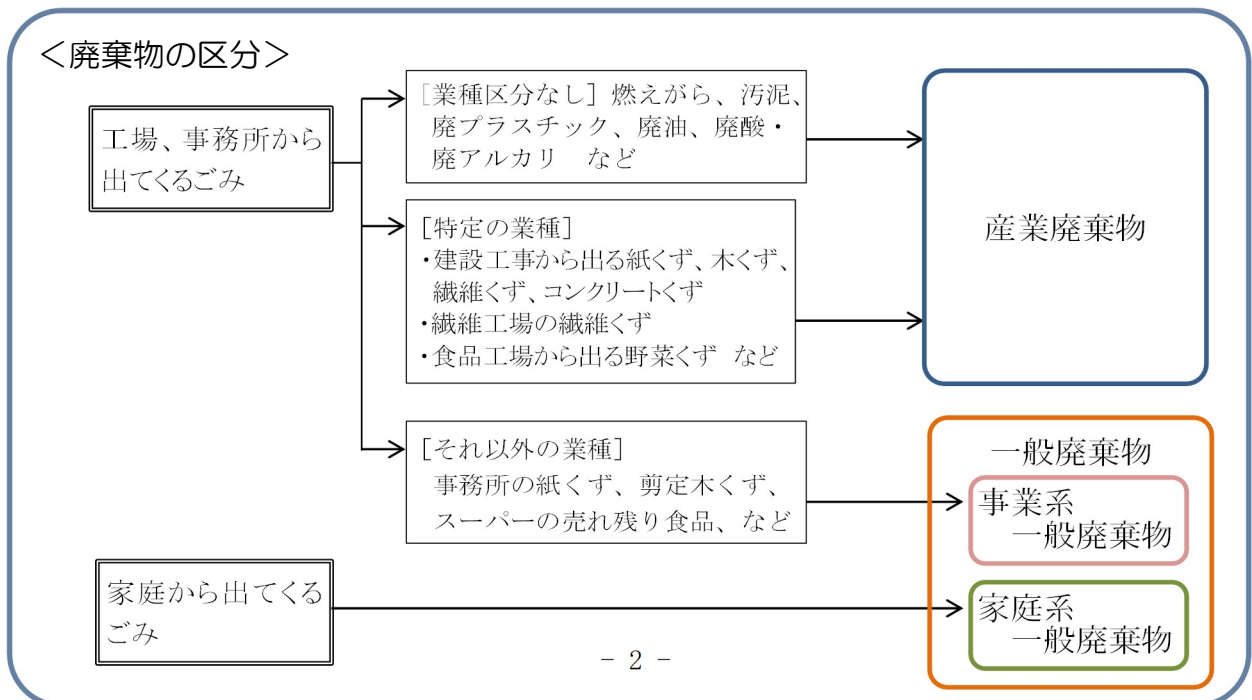 ＜廃棄物の区分＞
工場、事務所から
出てくるごみ
［業種区分なし］燃えがら、汚泥、
廃プラスチック、廃油、廃酸・
廃アルカリ　など
［特定の業種］
・建設工事から出る紙くず、木くず、
繊維くず、コンクリートくず
・繊維工場の繊維くず
・食品工場から出る野菜くず　など
産業廃棄物
［それ以外の業種］
事務所の紙くず、剪定木くず、
スーパーの売れ残り食品、など
一般廃棄物
事業系
一般廃棄物
家庭から出てくる
ごみ
家庭系
一般廃棄物
- 2 -